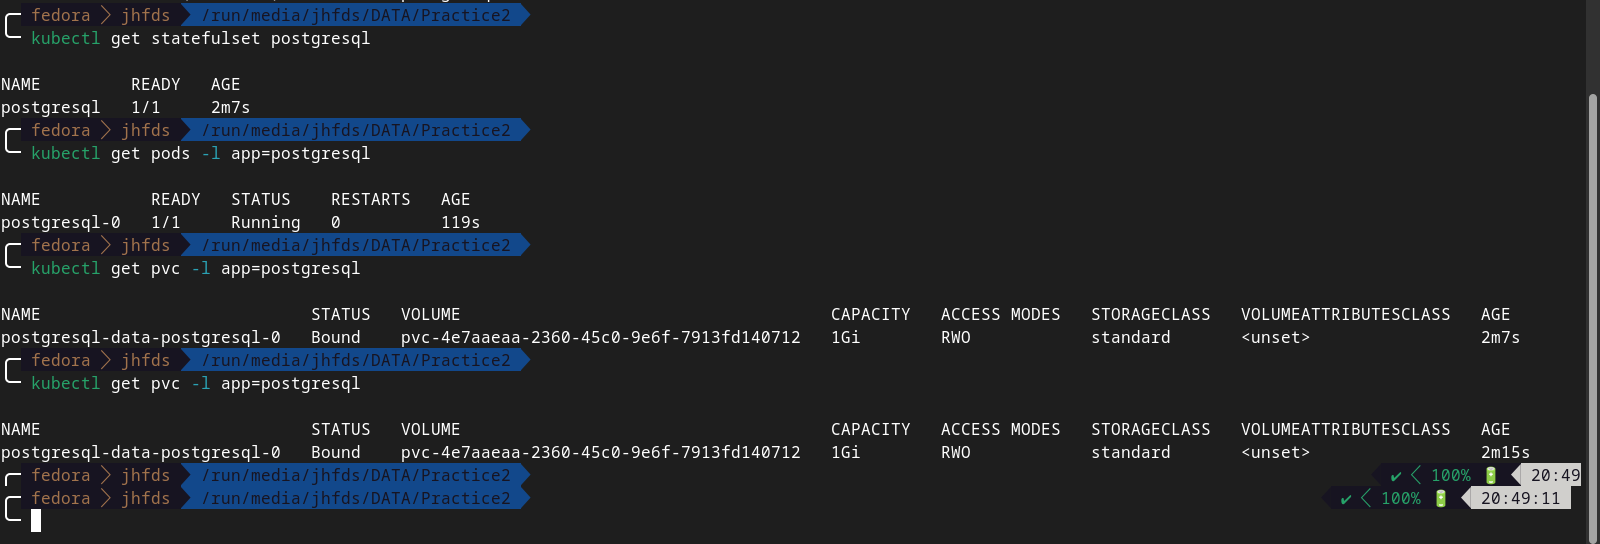 fedora jhfds /run/media/jhfds/DATA/Practice2
kubectl get statefulset postgresql
NAME READY AGE
postgresql 1/1 2m7s
fedora jhfds /run/media/jhfds/DATA/Practice2
kubectl get pods -l app=postgresql
NAME READY STATUS RESTARTS AGE
postgresql-0 1/1 Running 0 119s
fedora jhfds /run/media/jhfds/DATA/Practice2
kubectl get pvc -l app=postgresql
NAME STATUS VOLUME CAPACITY ACCESS MODES STORAGECLASS VOLUMEATTRIBUTESCLASS AGE
postgresql-data-postgresql-0 Bound pvc-4e7aaeaa-2360-45c0-9e6f-7913fd140712 1Gi RWO standard <unset> 2m7s
fedora jhfds /run/media/jhfds/DATA/Practice2
kubectl get pvc -l app=postgresql
NAME STATUS VOLUME CAPACITY ACCESS MODES STORAGECLASS VOLUMEATTRIBUTESCLASS AGE
postgresql-data-postgresql-0 Bound pvc-4e7aaeaa-2360-45c0-9e6f-7913fd140712 1Gi RWO standard <unset> 2m15s
fedora jhfds /run/media/jhfds/DATA/Practice2 ✔ 100% 🔋 20:49
fedora jhfds /run/media/jhfds/DATA/Practice2 ✔ 100% 🔋 20:49:11